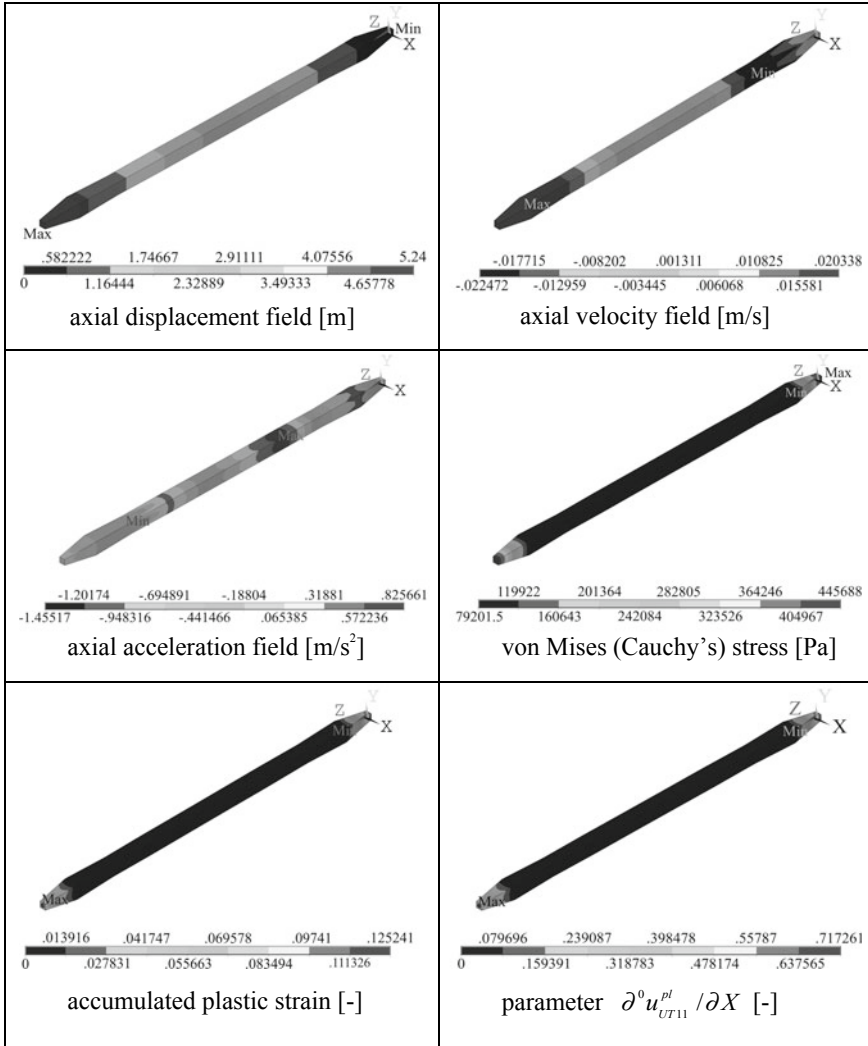 Y
Z Min
X
Max
.582222 1.74667 2.91111 4.07556 5.24
0 1.16444 2.32889 3.49333 4.65778
axial displacement field [m]
Y
Z
X
Min
Max
-.017715 -.008202 .001311 .010825 .020338
-.022472 -.012959 -.003445 .006068 .015581
axial velocity field [m/s]
Y
Z
X
Max
Min
-1.20174 -.694891 -.18804 .31881 .825661
-1.45517 -.948316 -.441466 .065385 .572236
axial acceleration field [m/s²]
Y
Z Max
Min X
119922 201364 282805 364246 445688
79201.5 160643 242084 323526 404967
von Mises (Cauchy's) stress [Pa]
Y
Z
Min X
Max
.013916 .041747 .069578 .09741 .125241
0 .027831 .055663 .083494 .111326
accumulated plastic strain [-]
Y
Z
Min X
Max
.079696 .239087 .398478 .55787 .717261
0 .159391 .318783 .478174 .637565
parameter ∂⁰u^{pl}_{UT11} / ∂X [-]